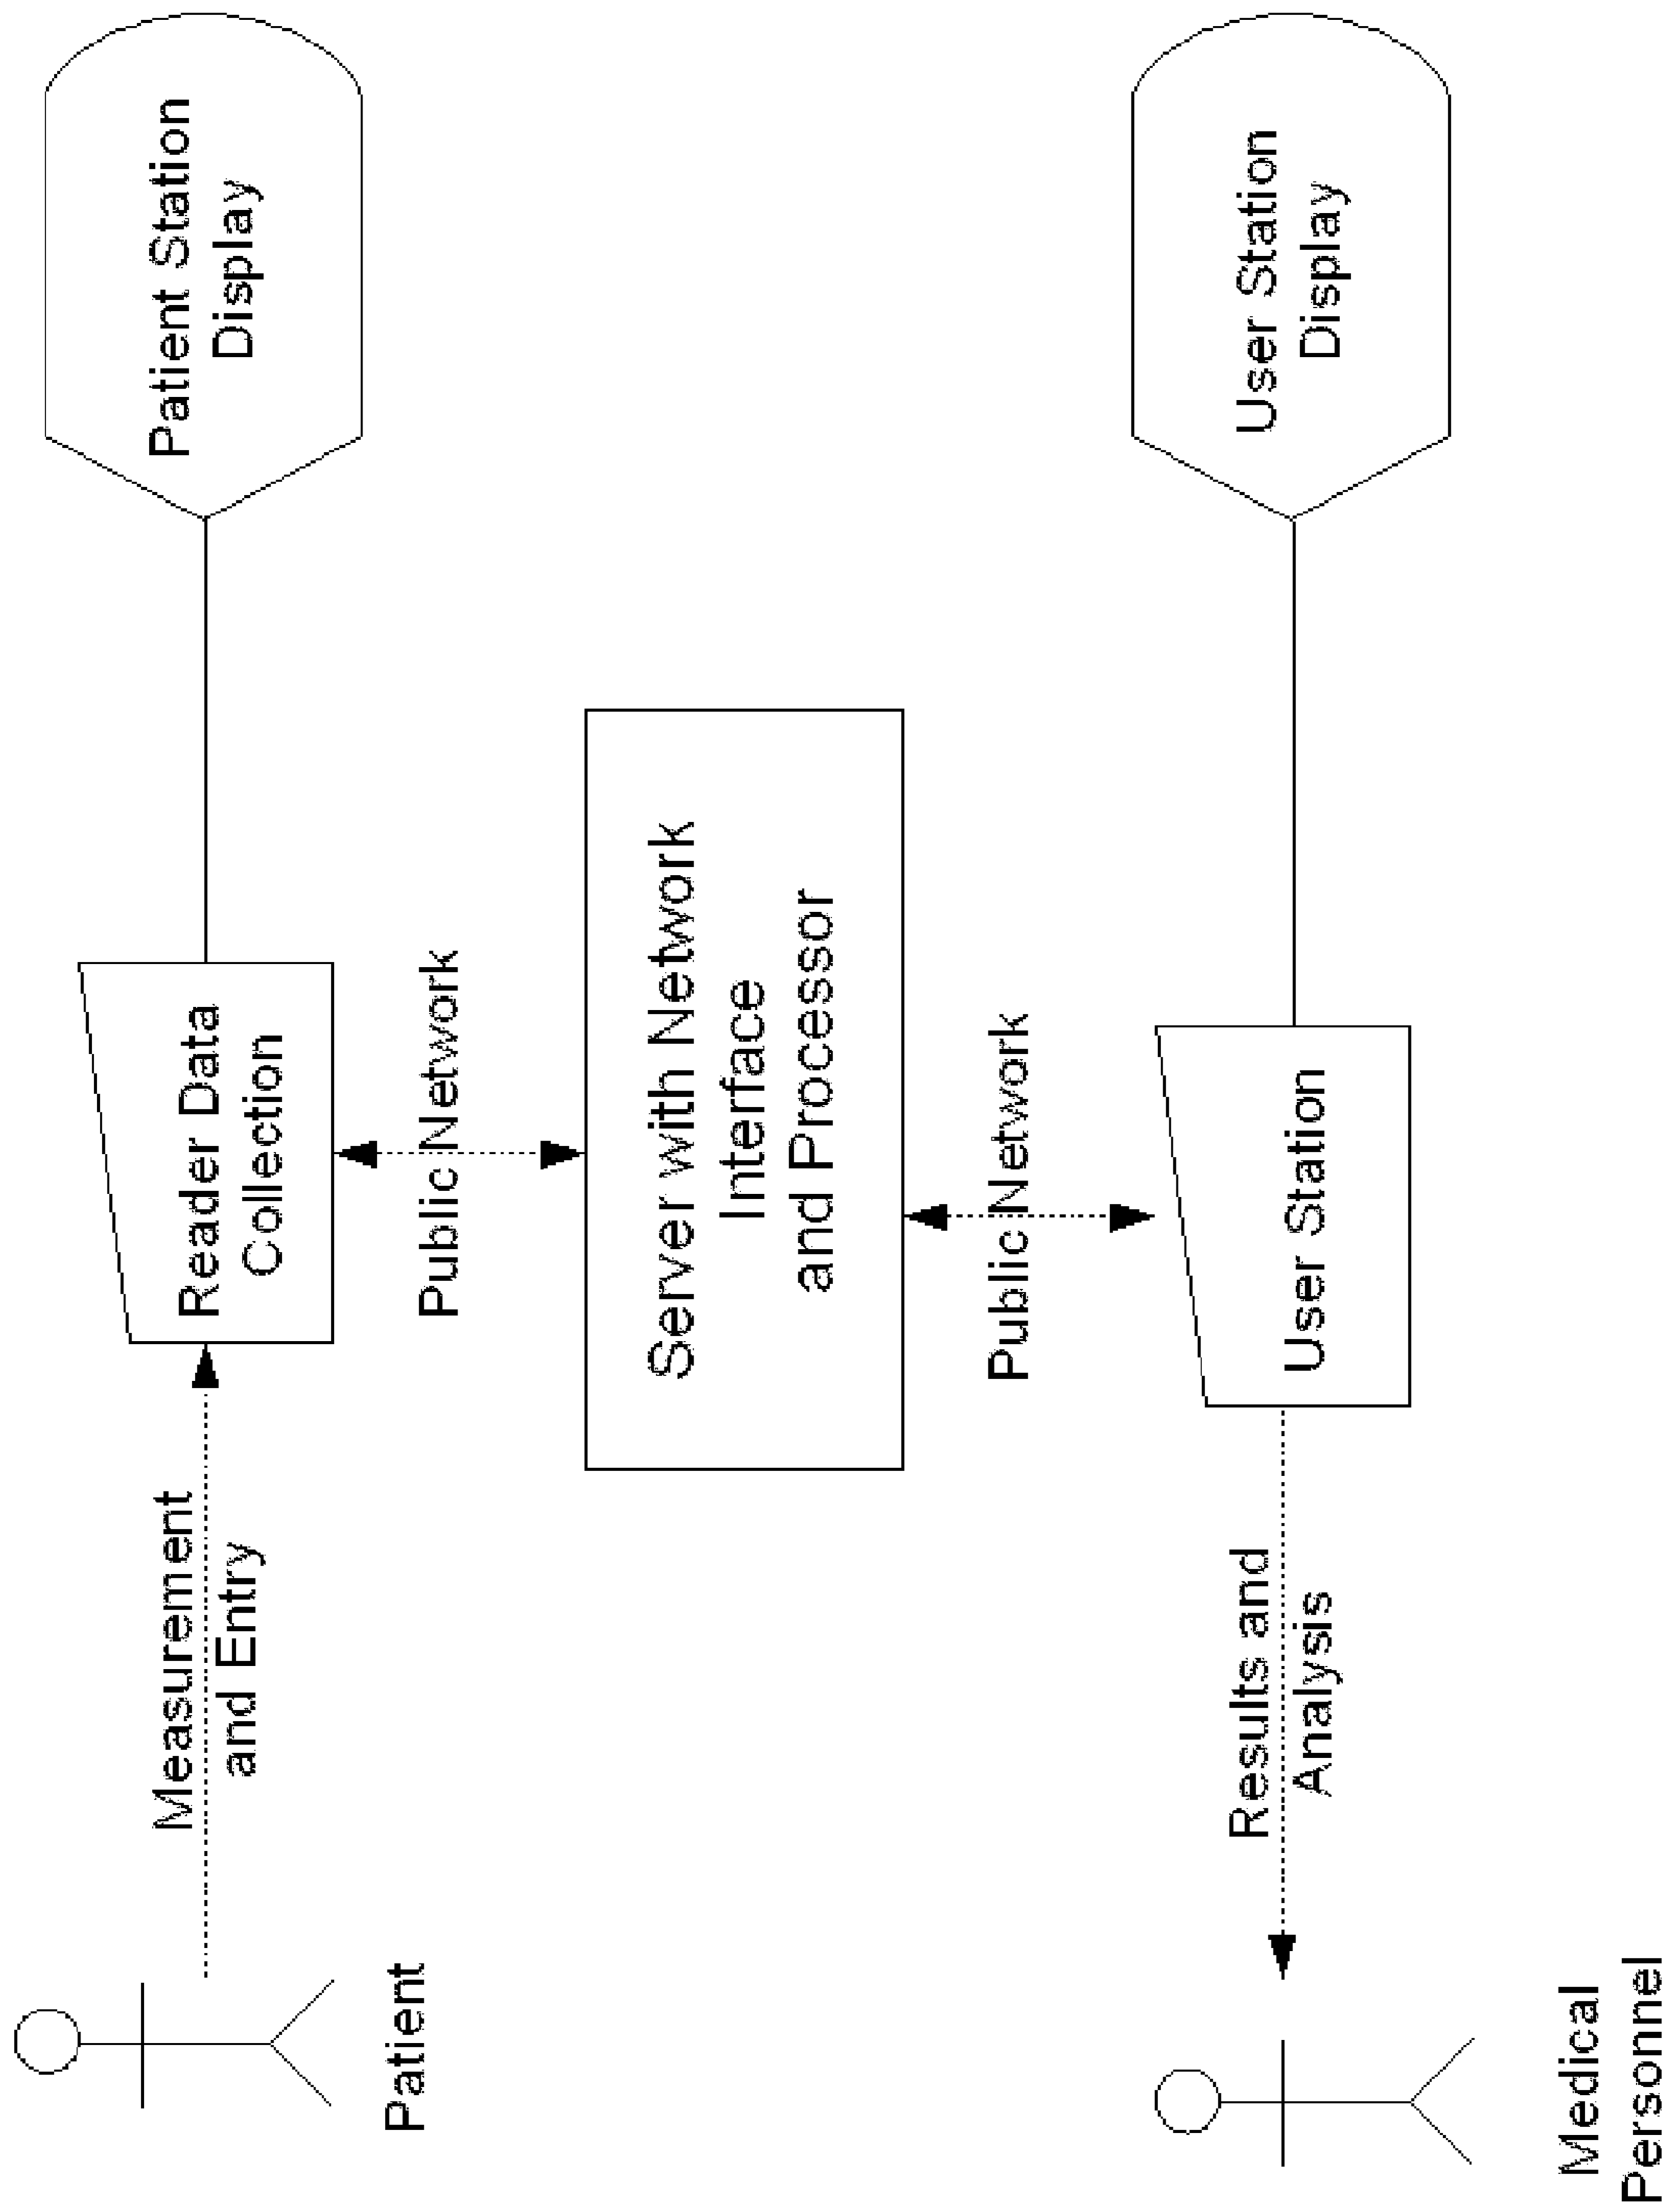 Patient
Measurement
and Entry
Reader Data
Collection
Patient Station
Display
Public Network
Server with Network
Interface
and Processor
Public Network
Medical
Personnel
Results and
Analysis
User Station
User Station
Display